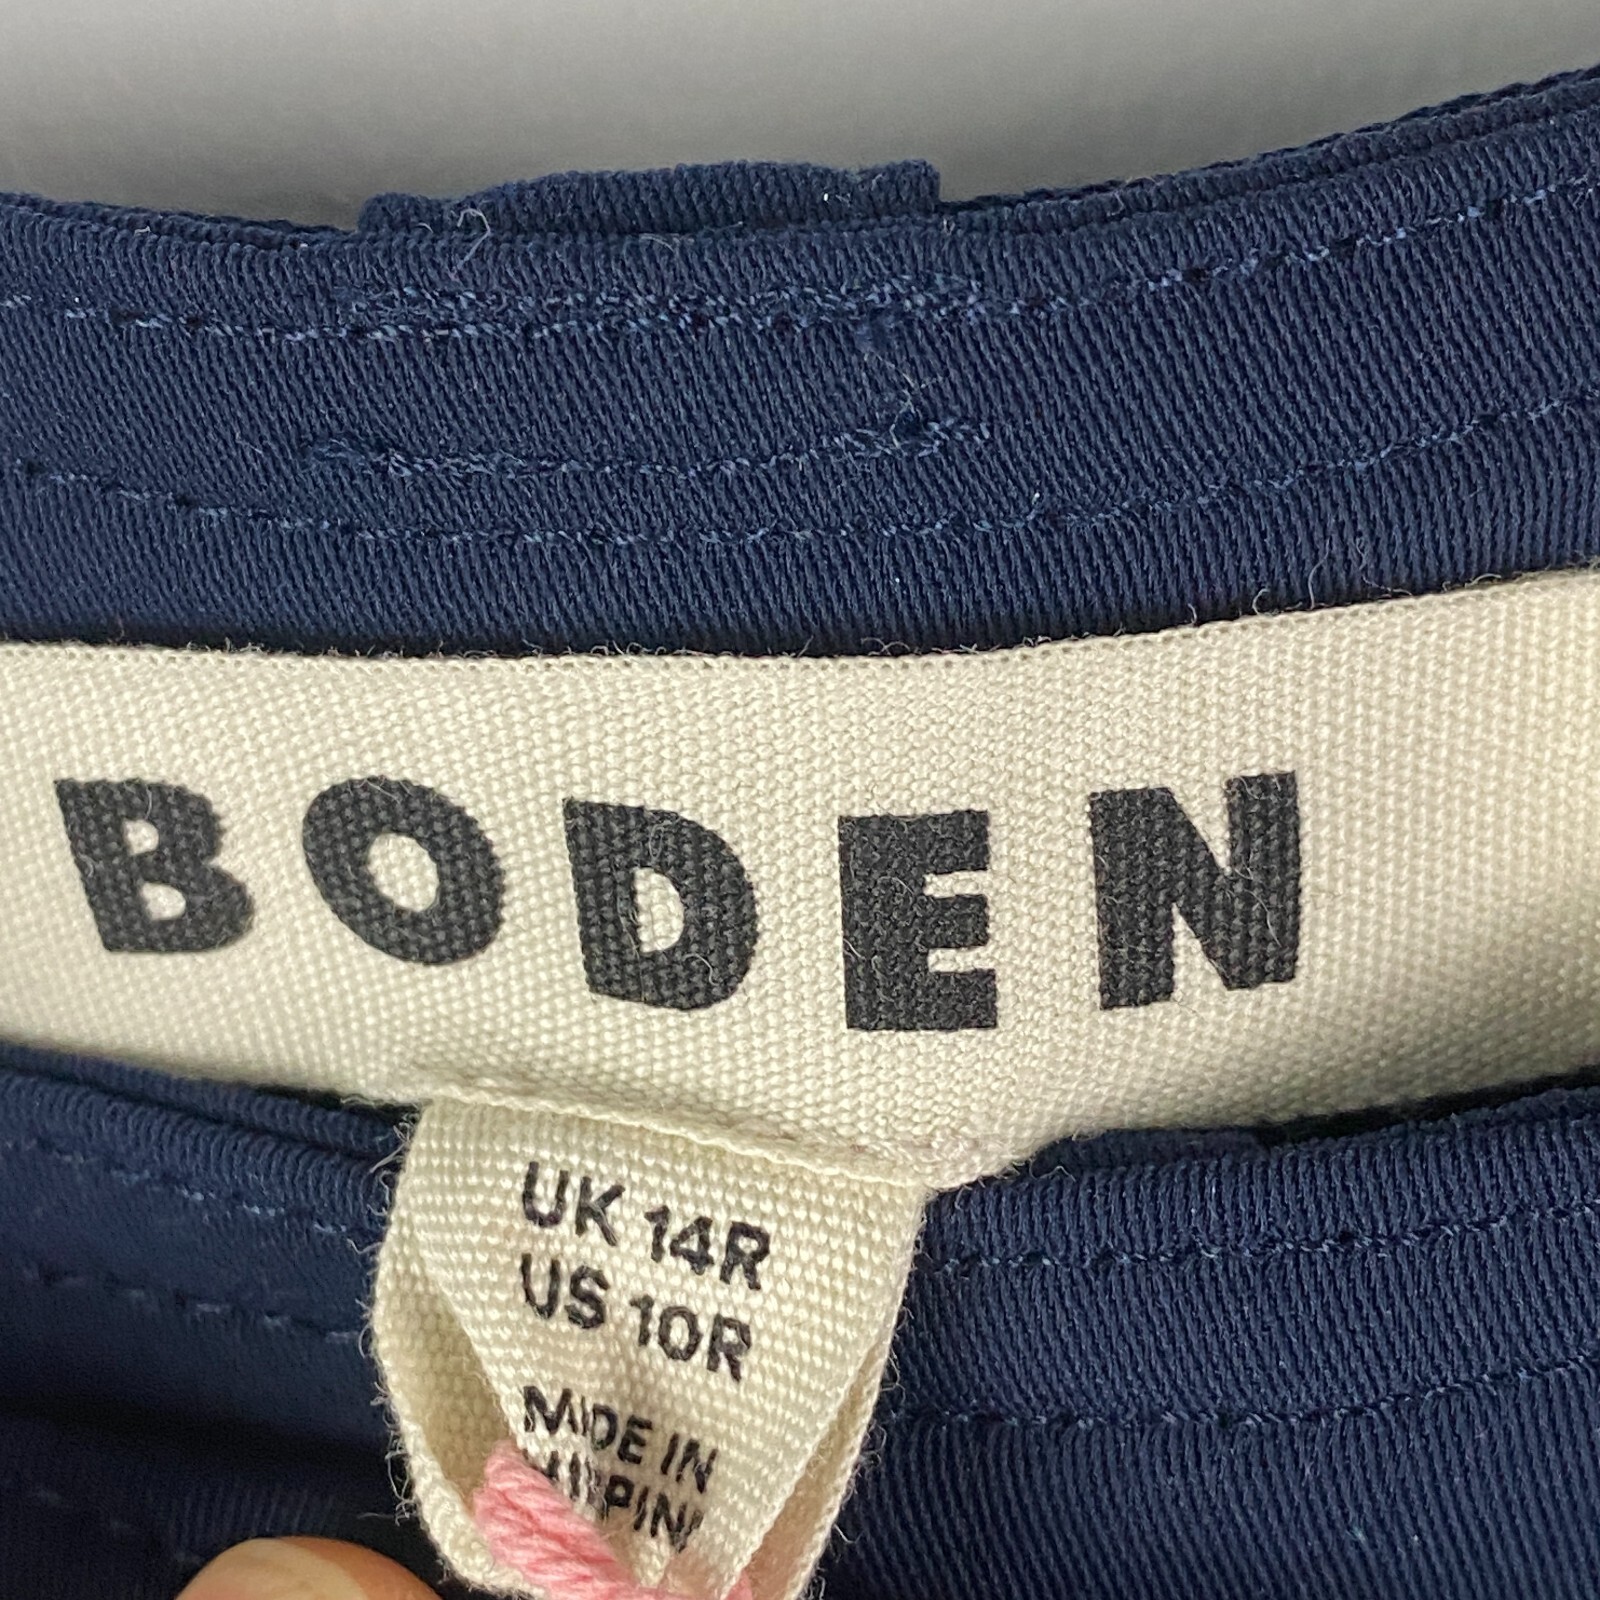 BODEN
UK 14R
US 10R
MADE IN